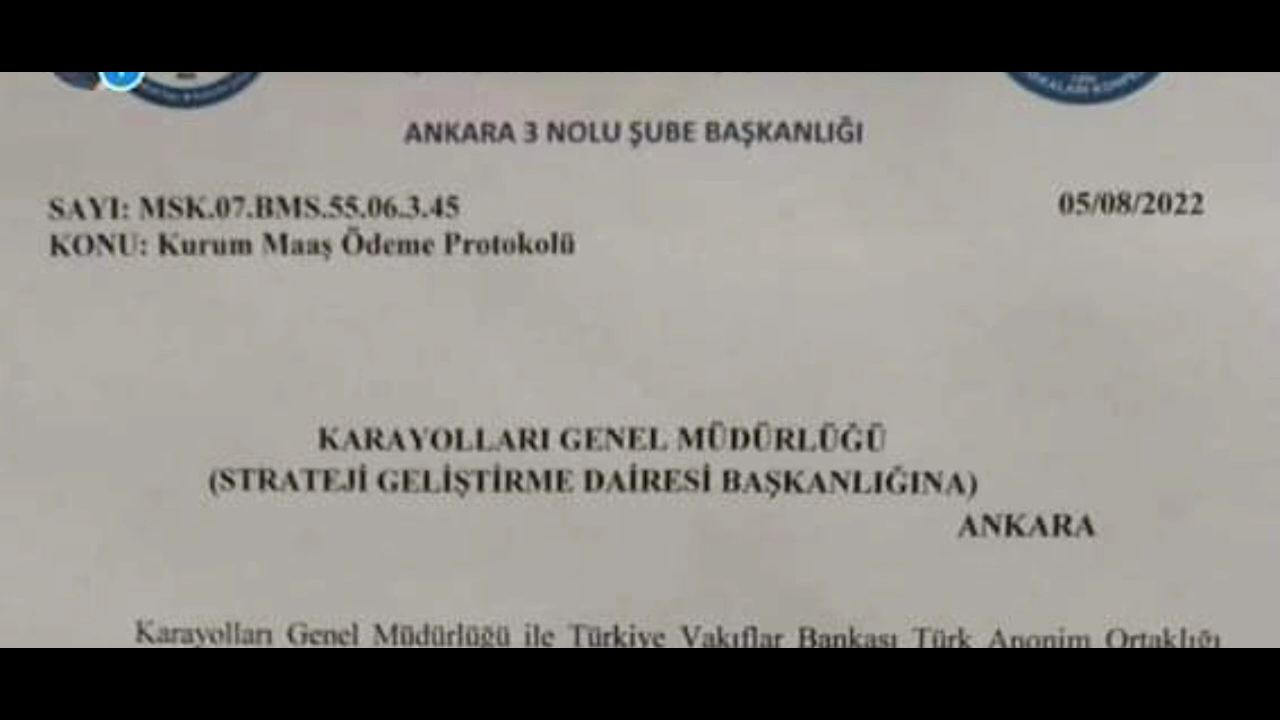 ANKARA 3 NOLU ŞUBE BAŞKANLIĞI
SAYI: MSK.07.BMS.55.06.3.45
05/08/2022
KONU: Kurum Maaş Ödeme Protokolü
KARAYOLLARI GENEL MÜDÜRLÜĞÜ
(STRATEJİ GELİŞTİRME DAİRESİ BAŞKANLIĞINA)
ANKARA
Karayolları Genel Müdürlüğü ile Türkiye Vakıflar Bankası Türk Anonim Ortaklığı